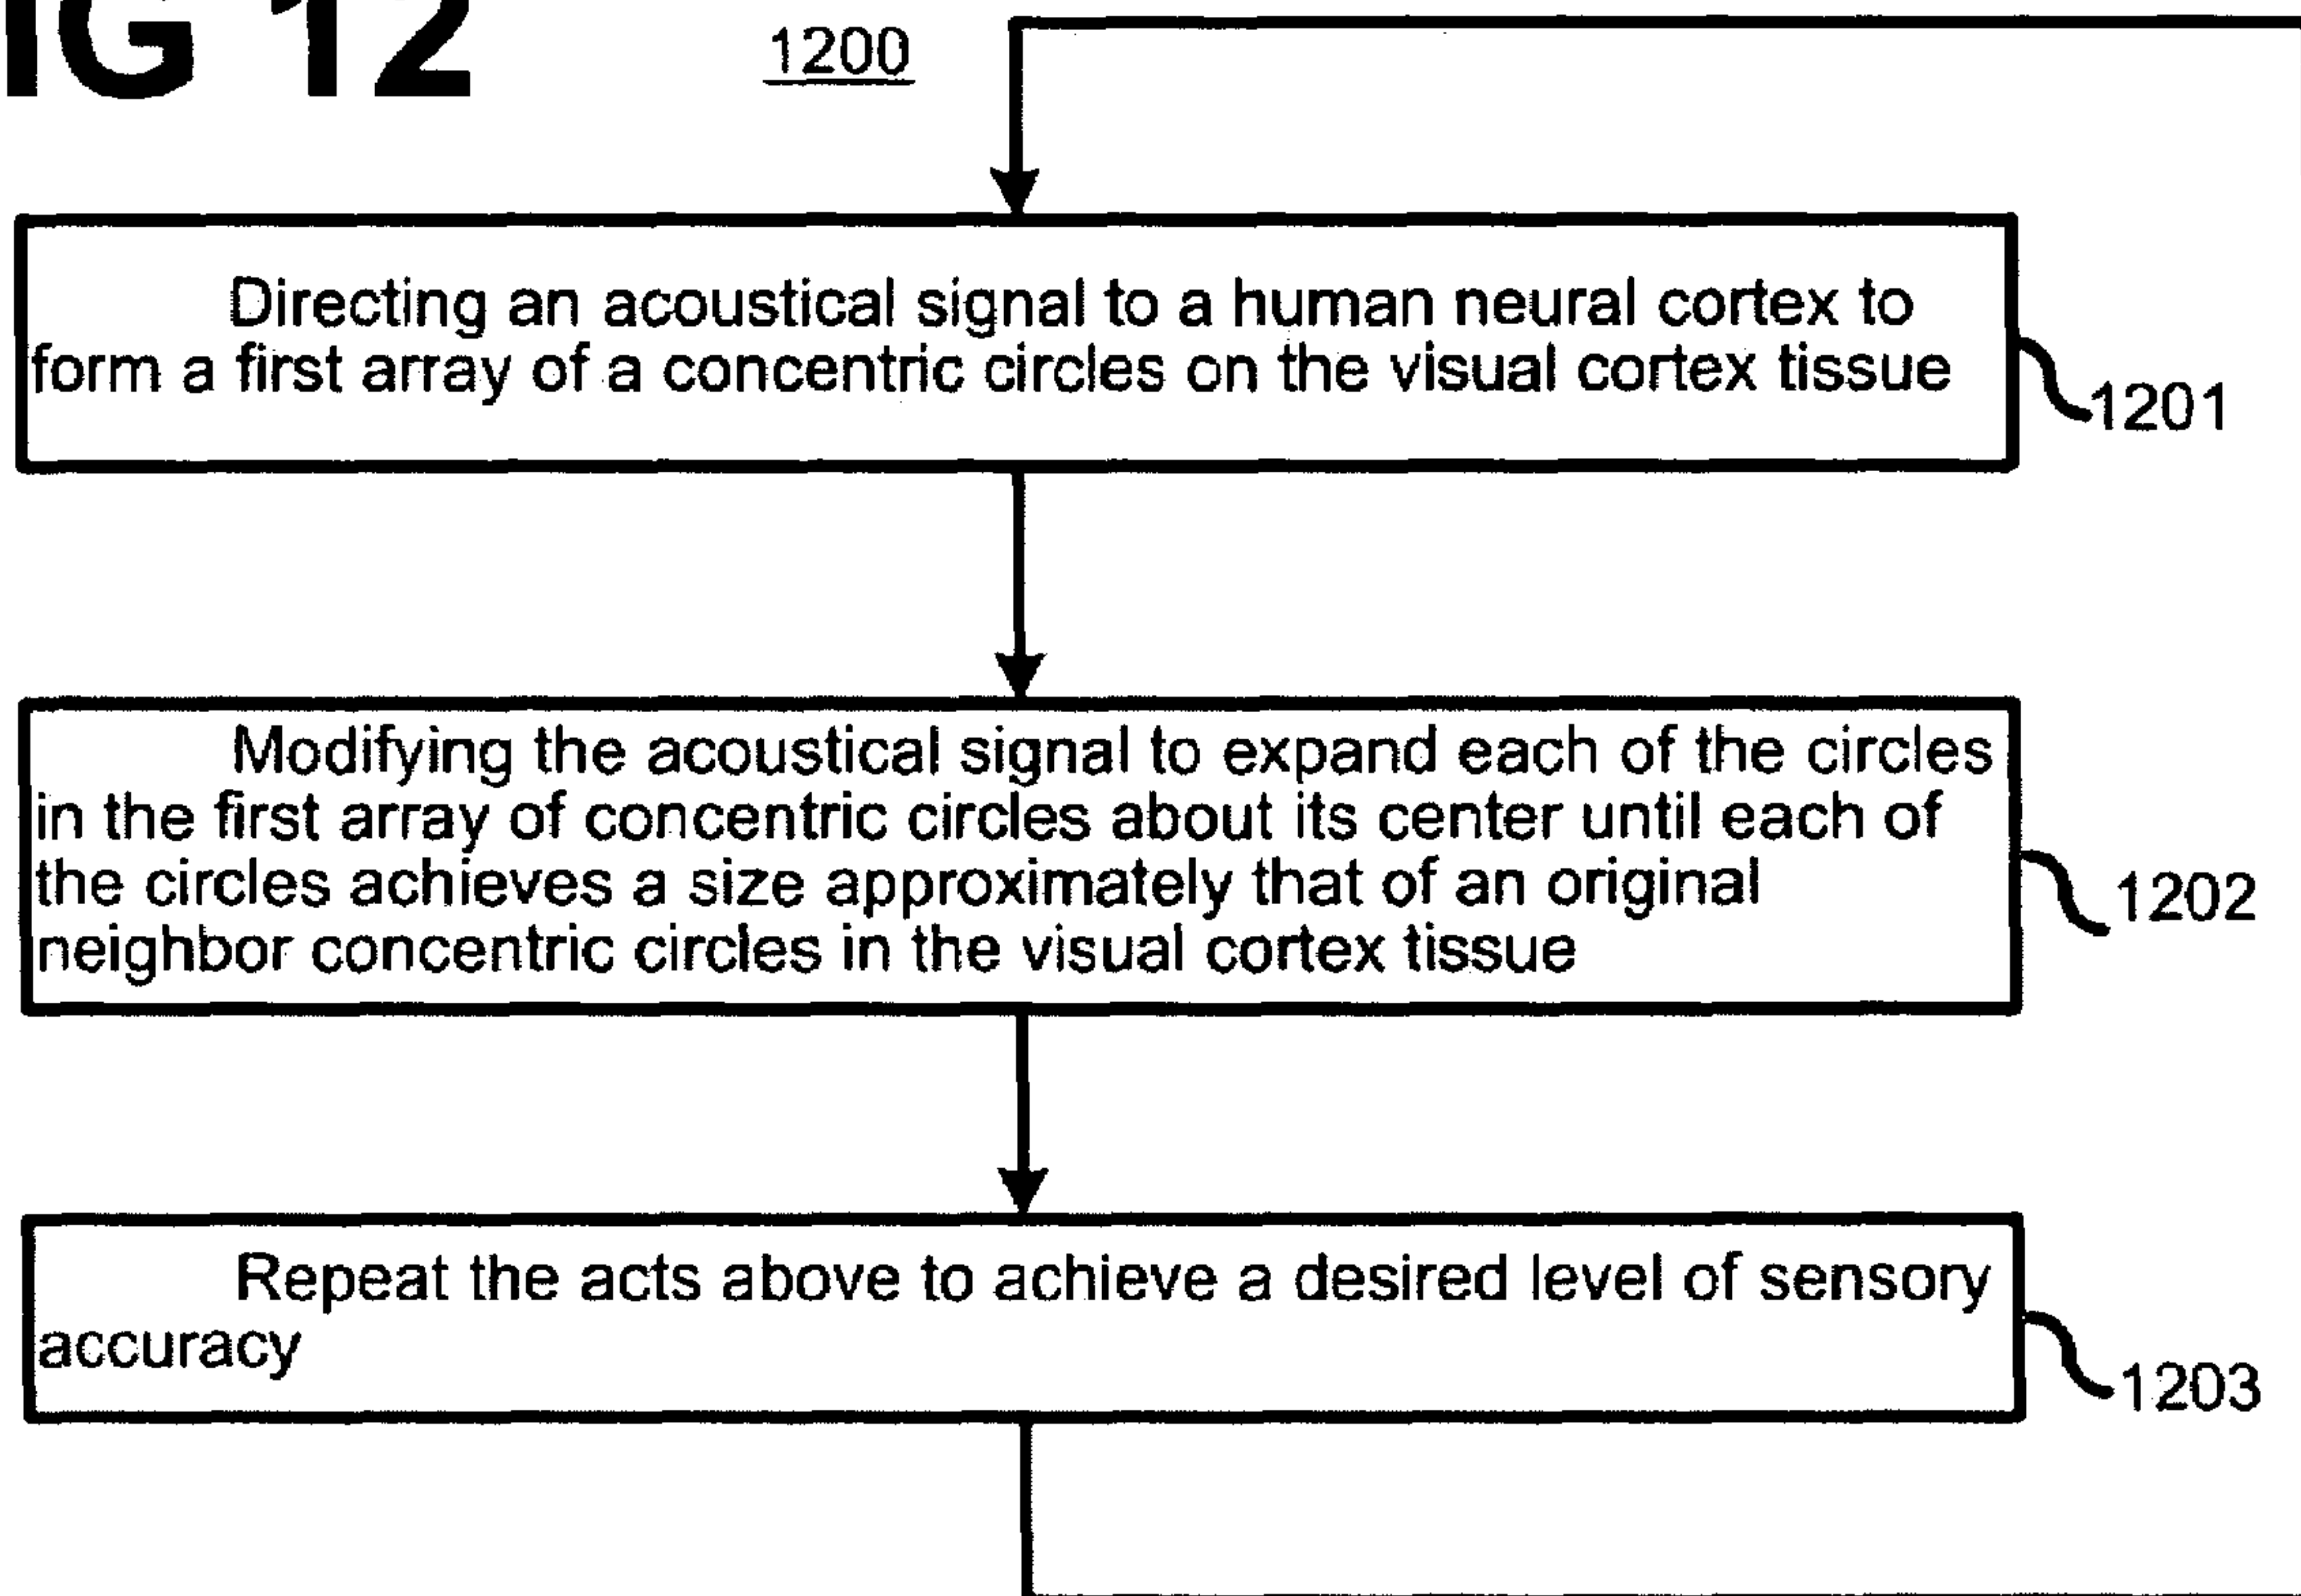 IG 12
1200
Directing an acoustical signal to a human neural cortex to
form a first array of a concentric circles on the visual cortex tissue
1201
Modifying the acoustical signal to expand each of the circles
in the first array of concentric circles about its center until each of
the circles achieves a size approximately that of an original
neighbor concentric circles in the visual cortex tissue
1202
Repeat the acts above to achieve a desired level of sensory
accuracy
1203